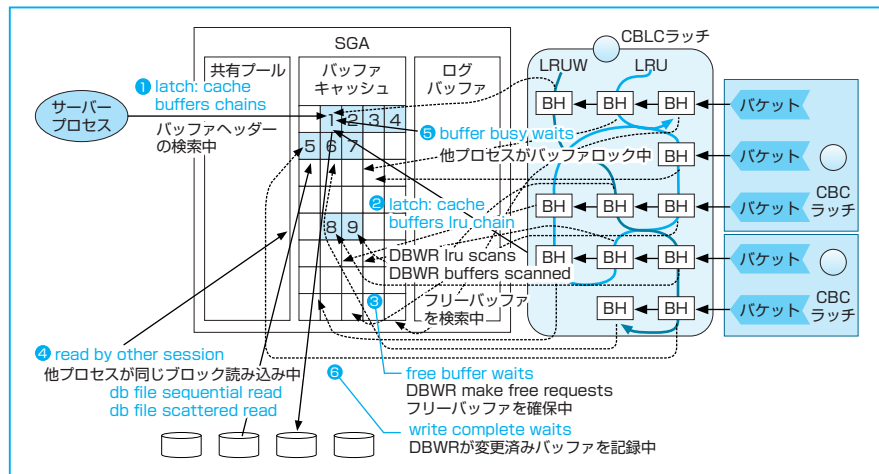 SGA
共有プール
バッファ
キャッシュ
ログ
バッファ
サーバー
プロセス
❶ latch: cache
buffers chains
バッファヘッダー
の検索中
1 2 3 4
5 6 7
8 9
❺ buffer busy waits
他プロセスがバッファロック中
❷ latch: cache
buffers lru chain
DBWR lru scans
DBWR buffers scanned
❸
フリーバッファ
を検索中
❹ read by other session
他プロセスが同じブロック読み込み中
db file sequential read
db file scattered read
free buffer waits
DBWR make free requests
フリーバッファを確保中
❻
write complete waits
DBWRが変更済みバッファを記録中
CBLCラッチ
LRUW
LRU
BH BH BH バケット
BH バケット
CBC
ラッチ
BH BH BH バケット
BH BH BH バケット
CBC
ラッチ
BH BH バケット